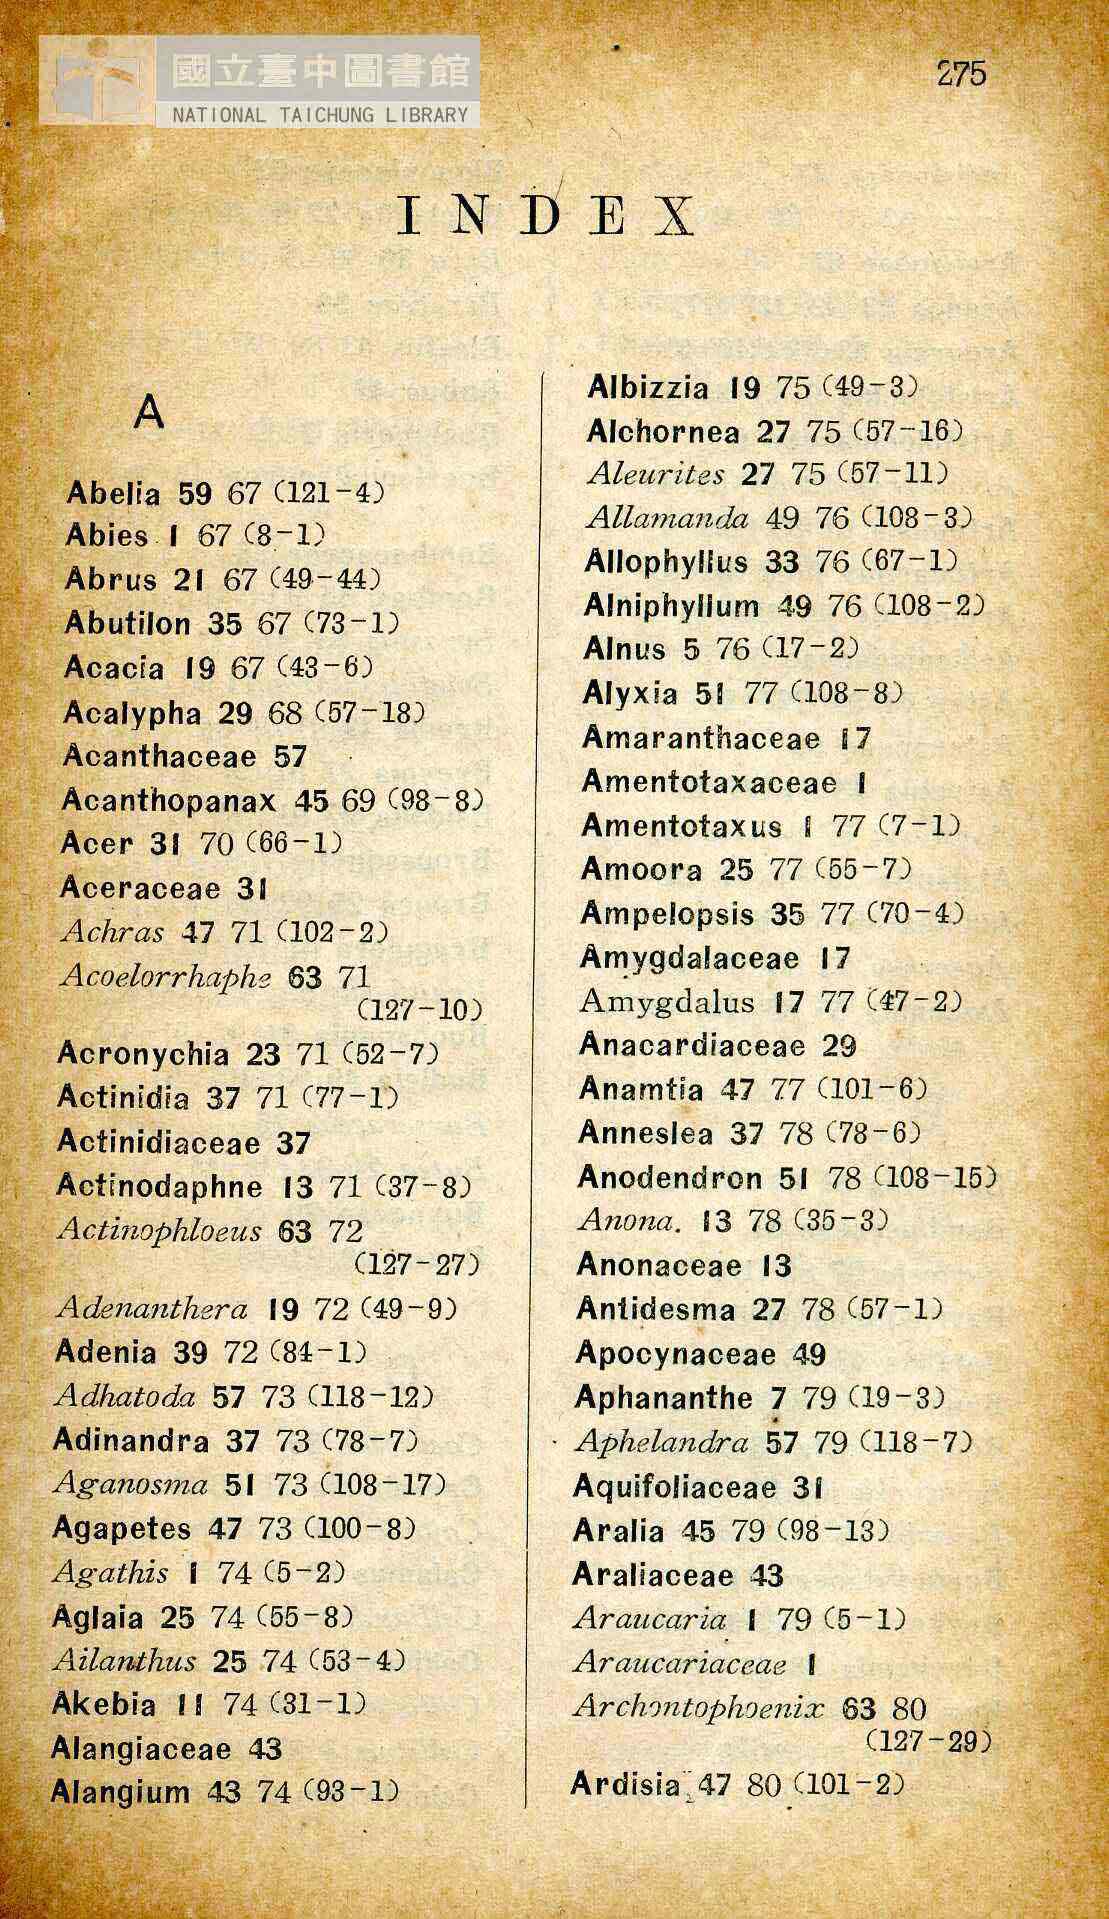 國立臺中圖書館
NATIONAL TAICHUNG LIBRARY
275
INDEX
A
Abelia 59 67 (121-4)
Abies 1 67 (8-1)
Abrus 21 67 (49-44)
Abutilon 35 67 (73-1)
Acacia 19 67 (43-6)
Acalypha 29 68 (57-18)
Acanthaceae 57
Acanthopanax 45 69 (98-8)
Acer 31 70 (66-1)
Aceraceae 31
Achras 47 71 (102-2)
Acoelorrhaphe 63 71
(127-10)
Acronychia 23 71 (52-7)
Actinidia 37 71 (77-1)
Actinidiaceae 37
Actinodaphne 13 71 (37-8)
Actinophloeus 63 72
(127-27)
Adenanthera 19 72 (49-9)
Adenia 39 72 (84-1)
Adhatoda 57 73 (118-12)
Adinandra 37 73 (78-7)
Aganosma 51 73 (108-17)
Agapetes 47 73 (100-8)
Agathis 1 74 (5-2)
Aglaia 25 74 (55-8)
Ailanthus 25 74 (53-4)
Akebia 11 74 (31-1)
Alangiaceae 43
Alangium 43 74 (93-1)
Albizzia 19 75 (49-3)
Alchornea 27 75 (57-16)
Aleurites 27 75 (57-11)
Allamanda 49 76 (108-3)
Allophyllus 33 76 (67-1)
Alniphyllum 49 76 (108-2)
Alnus 5 76 (17-2)
Alyxia 51 77 (108-8)
Amaranthaceae 17
Amentotaxaceae 1
Amentotaxus 1 77 (7-1)
Amoora 25 77 (55-7)
Ampelopsis 35 77 (70-4)
Amygdalaceae 17
Amygdalus 17 77 (47-2)
Anacardiaceae 29
Anamtia 47 77 (101-6)
Anneslea 37 78 (78-6)
Anodendron 51 78 (108-15)
Anona. 13 78 (35-3)
Anonaceae 13
Antidesma 27 78 (57-1)
Apocynaceae 49
Aphananthe 7 79 (19-3)
Aphelandra 57 79 (118-7)
Aquifoliaceae 31
Aralia 45 79 (98-13)
Araliaceae 43
Araucaria 1 79 (5-1)
Araucariaceae 1
Archontophoenix 63 80
(127-29)
Ardisia 47 80 (101-2)